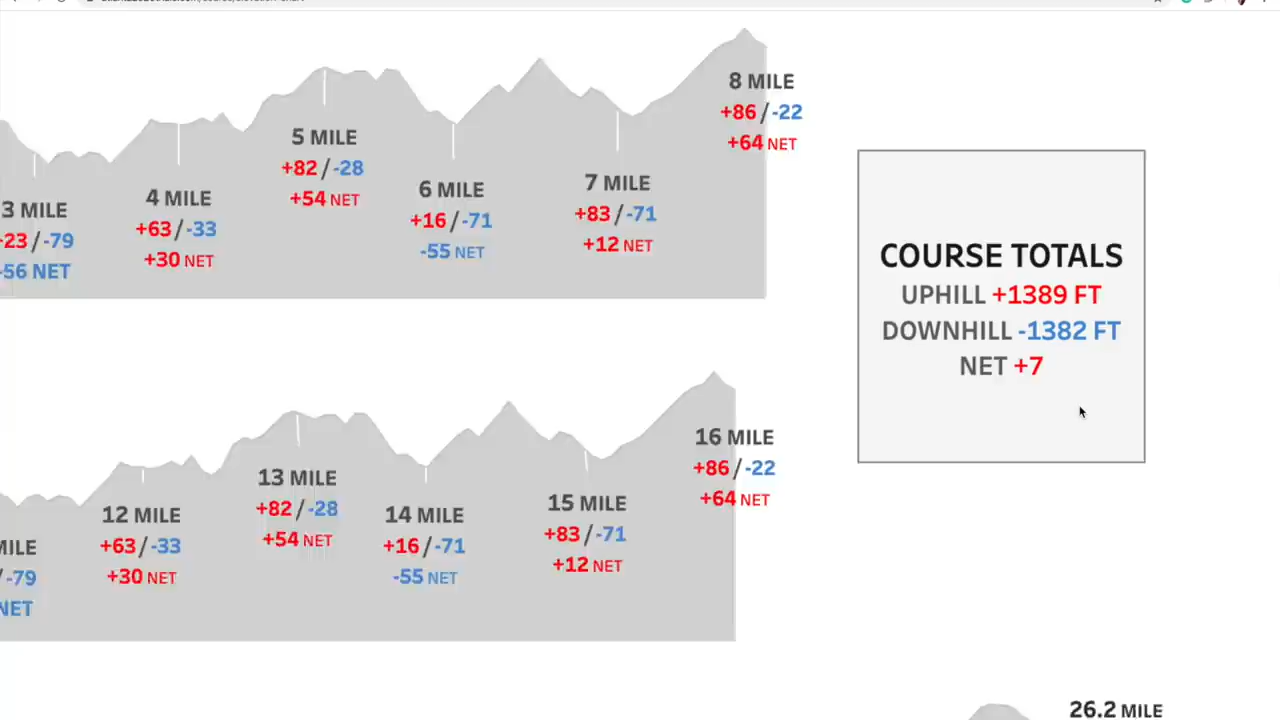 8 MILE
+86 / -22
+64 NET
5 MILE
+82 / -28
+54 NET
7 MILE
+83 / -71
+12 NET
6 MILE
+16 / -71
-55 NET
4 MILE
+63 / -33
+30 NET
3 MILE
+23 / -79
-56 NET
COURSE TOTALS
UPHILL +1389 FT
DOWNHILL -1382 FT
NET +7
16 MILE
+86 / -22
+64 NET
13 MILE
+82 / -28
+54 NET
15 MILE
+83 / -71
+12 NET
14 MILE
+16 / -71
-55 NET
12 MILE
+63 / -33
+30 NET
MILE
/ -79
NET
26.2 MILE